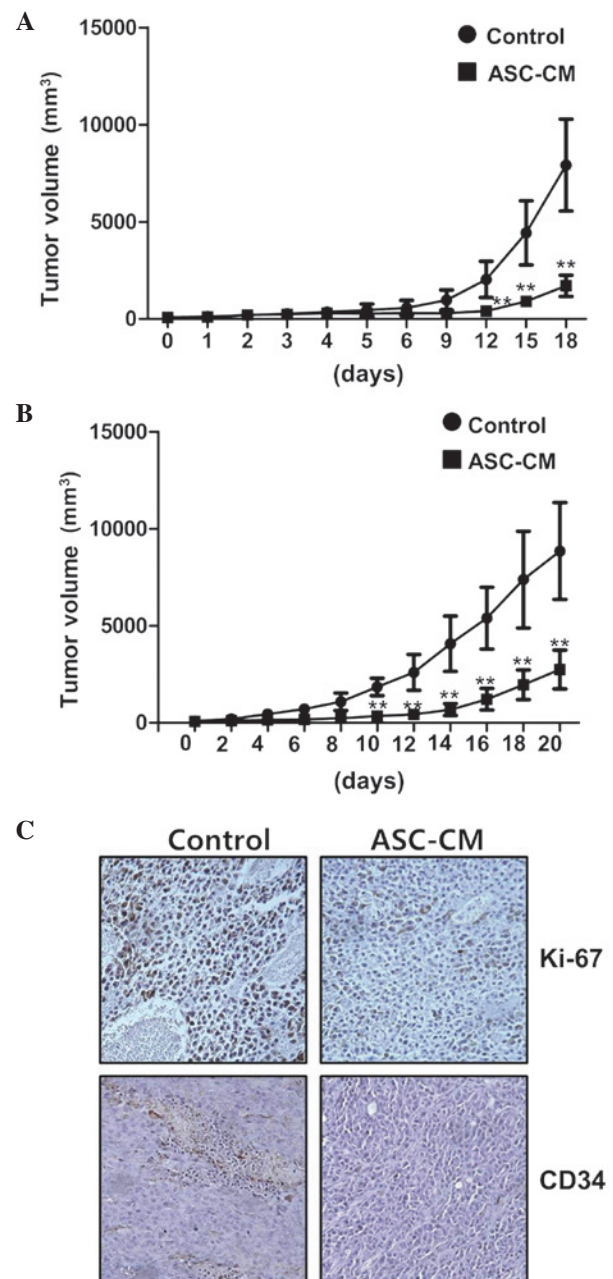 A
15000
10000
5000
0
Tumor volume (mm³)
Control
ASC-CM
**
**
**
0 1 2 3 4 5 6 9 12 15 18
(days)
B
15000
10000
5000
0
Tumor volume (mm³)
Control
ASC-CM
** ** ** ** ** **
0 2 4 6 8 10 12 14 16 18 20
(days)
C
Control ASC-CM
Ki-67
CD34